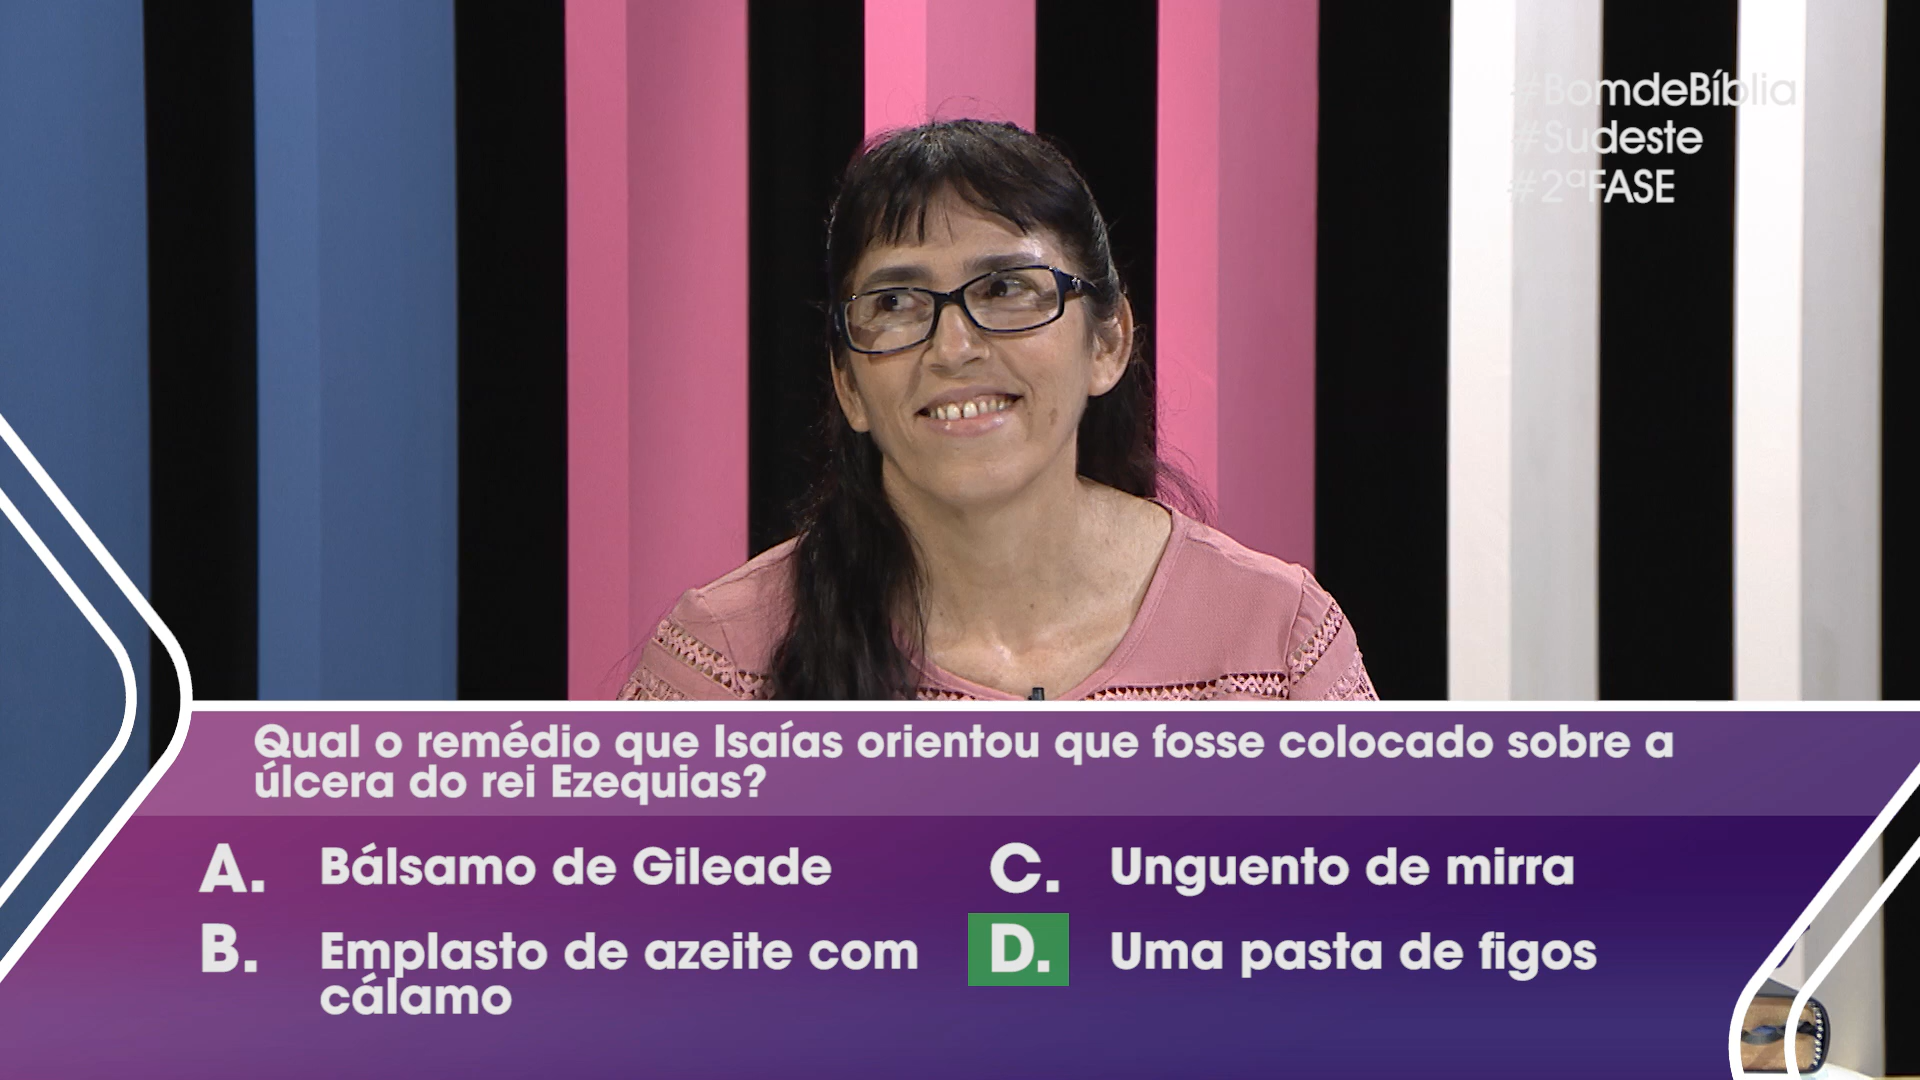 #BomdeBíblia
#Sudeste
#2ªFASE
Qual o remédio que Isaías orientou que fosse colocado sobre a
úlcera do rei Ezequias?
A. Bálsamo de Gileade
B. Emplasto de azeite com
cálamo
C. Unguento de mirra
D. Uma pasta de figos